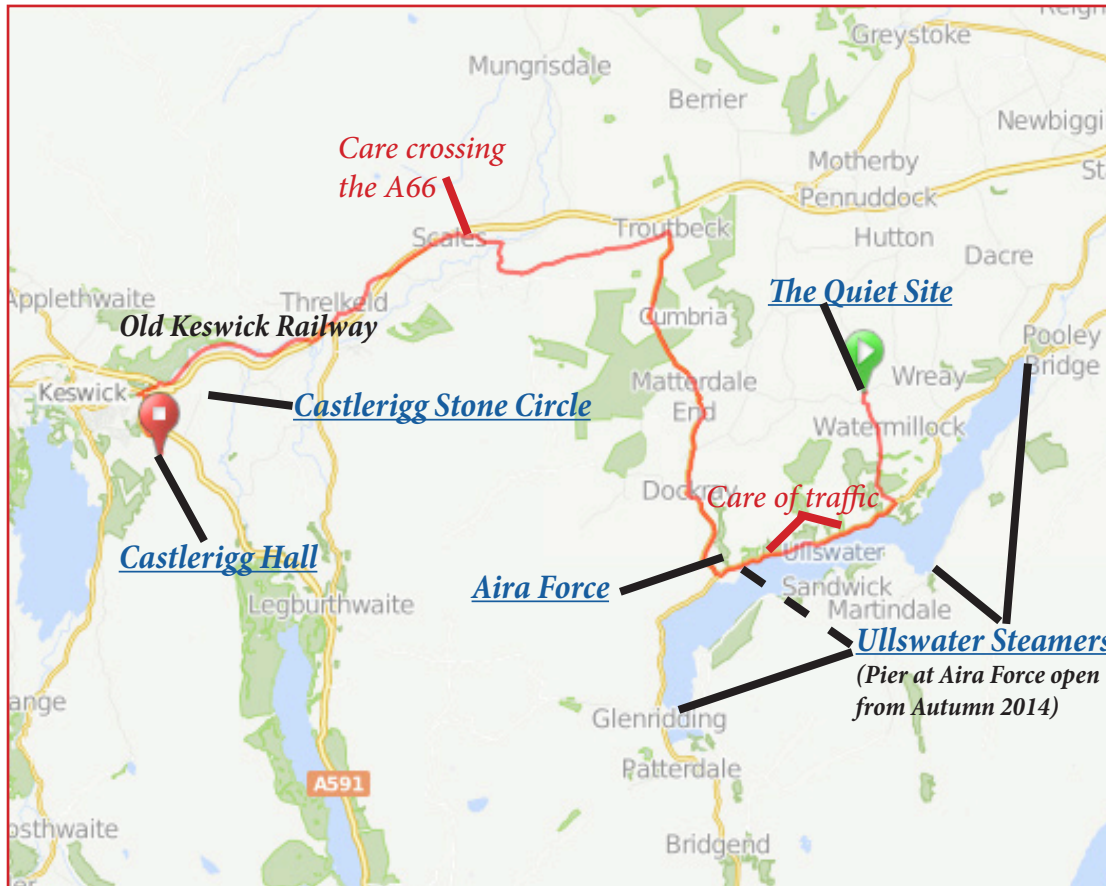 Greystoke
Mungrisdale
Berrier
Newbiggi
Care crossing
the A66
Motherby
Sta
Penruddock
Scales
Troutbeck
Hutton
Dacre
Applethwaite
Threlkeld
The Quiet Site
Old Keswick Railway
Cumbria
Pooley
Bridge
Keswick
Matterdale
End
Wreay
Castlerigg Stone Circle
Watermillock
Dockray
Care of traffic
Castlerigg Hall
Ullswater
Aira Force
Sandwick
Legburthwaite
Martindale
Ullswater Steamers
(Pier at Aira Force open
from Autumn 2014)
ange
Glenridding
Patterdale
A591
osthwaite
Bridgend